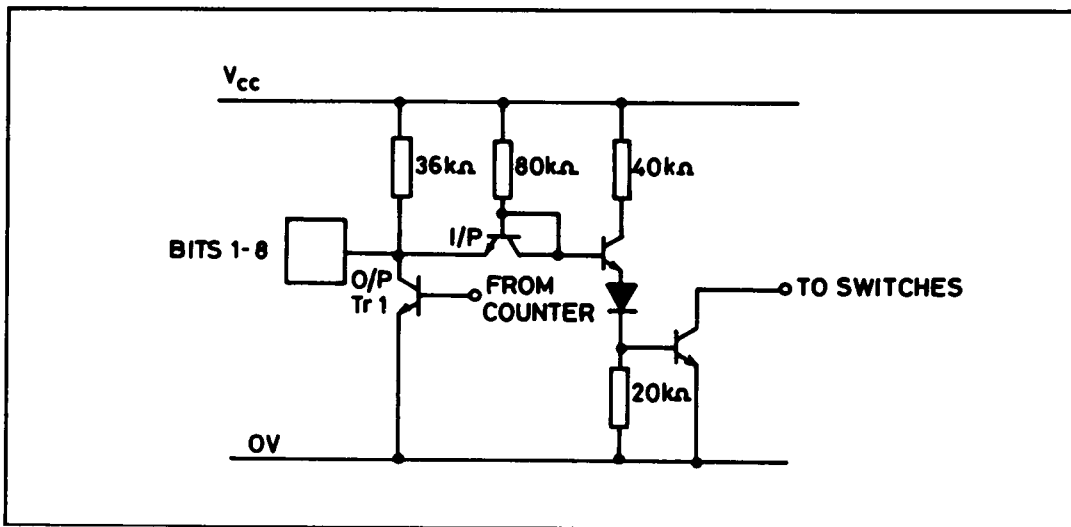 Vcc
36kΩ
80kΩ
40kΩ
BITS 1-8
I/P
O/P
Tr 1
FROM
COUNTER
TO SWITCHES
20kΩ
0V